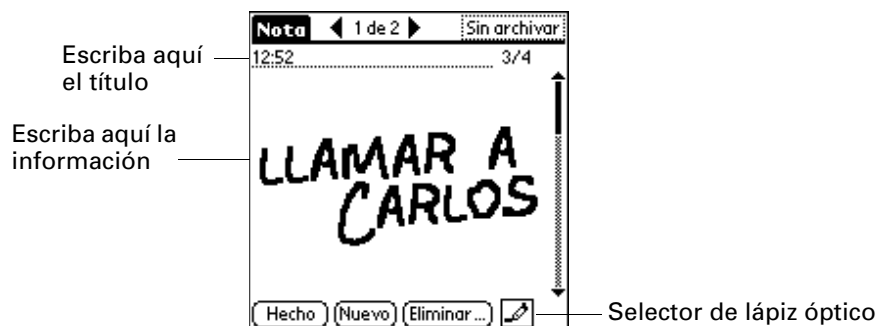 Nota 1 de 2 Sin archivar
Escriba aquí
el título
12:52 3/4
Escriba aquí la
información
LLAMAR A
CARLOS
Hecho Nuevo Eliminar... Selector de lápiz óptico